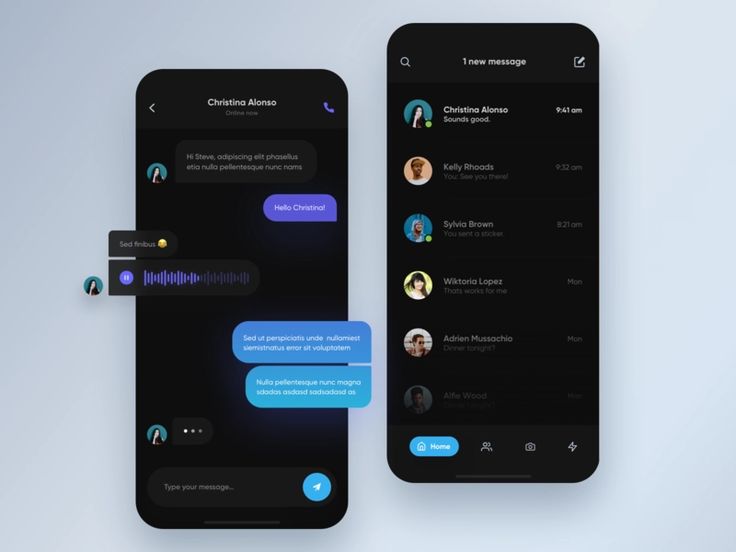 Christina Alonso
Online now
Hi Steve, adipiscing elit phasellus
etia nulla pellentesque nunc nams
Hello Christina!
Sed finibus 😂
Sed ut perspiciatis unde nullamiest
siemistnatus error sit voluptatem
Nulla pellentesque nunc magna
sdadas asdasd sadsadasd as
Type your message...
1 new message
Christina Alonso 9:41 am
Sounds good.
Kelly Rhoads 9:32 am
You: See you there!
Sylvia Brown 8:21 am
You sent a sticker.
Wiktoria Lopez Mon
Thats works for me
Adrien Mussachio Mon
Dinner tonight?
Alfie Wood Mon
Home